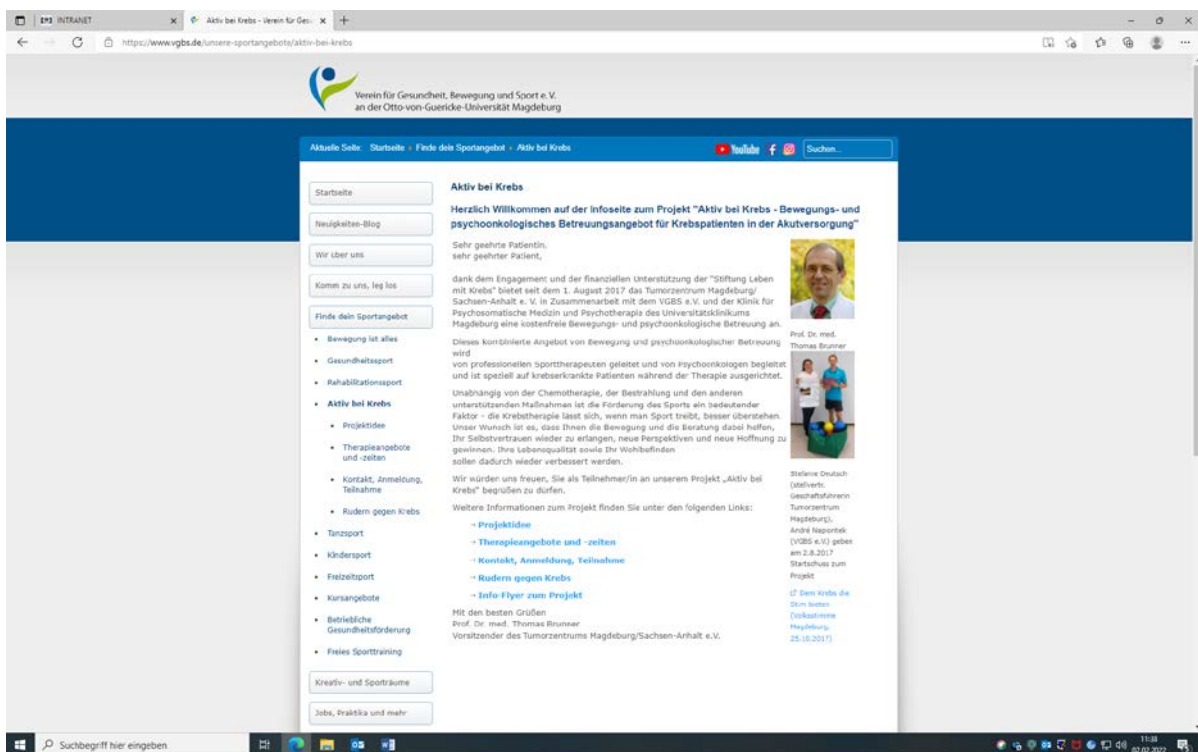 INTRANET
Aktiv bei Krebs - Verein für Ges
https://www.vgbs.de/unsere-sportangebote/aktiv-bei-krebs
Verein für Gesundheit, Bewegung und Sport e. V.
an der Otto-von-Guericke-Universität Magdeburg
Aktuelle Seite: Startseite Finde dein Sportangebot Aktiv bei Krebs
YouTube
Suchen...
Startseite
Neuigkeiten-Blog
Wir über uns
Komm zu uns, leg los
Finde dein Sportangebot
• Bewegung ist alles
• Gesundheitssport
• Rehabilitationssport
• Aktiv bei Krebs
• Projektidee
• Therapieangebote
und -zeiten
• Kontakt, Anmeldung,
Teilnahme
• Rudern gegen Krebs
• Tanzsport
• Kindersport
• Freizeitsport
• Kursangebote
• Betriebliche
Gesundheitsförderung
• Freies Sporttraining
Kreativ- und Sporträume
Jobs, Praktika und mehr
Aktiv bei Krebs
Herzlich Willkommen auf der Infoseite zum Projekt "Aktiv bei Krebs - Bewegungs- und
psychoonkologisches Betreuungsangebot für Krebspatienten in der Akutversorgung"
Sehr geehrte Patientin,
sehr geehrter Patient,
dank dem Engagement und der finanziellen Unterstützung der "Stiftung Leben
mit Krebs" bietet seit dem 1. August 2017 das Tumorzentrum Magdeburg/
Sachsen-Anhalt e. V. in Zusammenarbeit mit dem VGBS e.V. und der Klinik für
Psychosomatische Medizin und Psychotherapie des Universitätsklinikums
Magdeburg eine kostenfreie Bewegungs- und psychoonkologische Betreuung an.
Dieses kombinierte Angebot von Bewegung und psychoonkologischer Betreuung
wird
von professionellen Sporttherapeuten geleitet und von Psychoonkologen begleitet
und ist speziell auf krebserkrankte Patienten während der Therapie ausgerichtet.
Unabhängig von der Chemotherapie, der Bestrahlung und den anderen
unterstützenden Maßnahmen ist die Förderung des Sports ein bedeutender
Faktor - die Krebstherapie lässt sich, wenn man Sport treibt, besser überstehen.
Unser Wunsch ist es, dass Ihnen die Bewegung und die Beratung dabei helfen,
Ihr Selbstvertrauen wieder zu erlangen, neue Perspektiven und neue Hoffnung zu
gewinnen. Ihre Lebensqualität sowie Ihr Wohlbefinden
sollen dadurch wieder verbessert werden.
Wir würden uns freuen, Sie als Teilnehmer/in an unserem Projekt „Aktiv bei
Krebs" begrüßen zu dürfen.
Weitere Informationen zum Projekt finden Sie unter den folgenden Links:
→ Projektidee
→ Therapieangebote und -zeiten
→ Kontakt, Anmeldung, Teilnahme
→ Rudern gegen Krebs
→ Info-Flyer zum Projekt
Mit den besten Grüßen
Prof. Dr. med. Thomas Brunner
Vorsitzender des Tumorzentrums Magdeburg/Sachsen-Anhalt e.V.
Prof. Dr. med.
Thomas Brunner
Stefanie Deutsch
(stellvertr.
Geschäftsführerin
Tumorzentrum
Magdeburg),
André Napiontek
(VGBS e.V.) geben
am 2.8.2017
Startschuss zum
Projekt
Dem Krebs die
Stirn bieten
(Volksstimme
Magdeburg,
25.10.2017)
Suchbegriff hier eingeben
11:38
02.02.2022